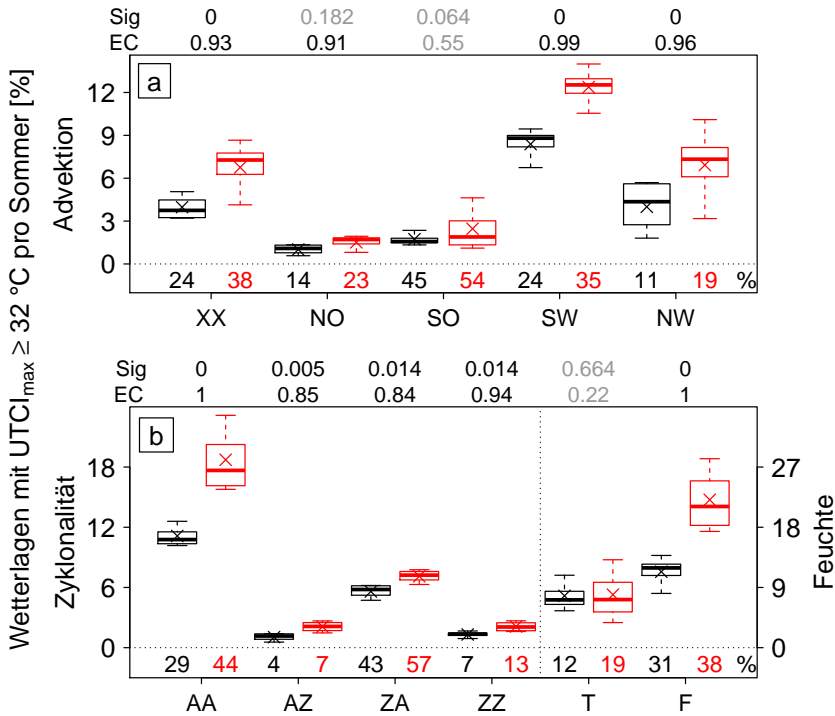 Sig 0 0.182 0.064 0 0
EC 0.93 0.91 0.55 0.99 0.96
a
Wetterlagen mit UTCImax ≥ 32 °C pro Sommer [%]
Advektion
12
9
6
3
0
24 38 14 23 45 54 24 35 11 19 %
XX NO SO SW NW
Sig 0 0.005 0.014 0.014 0.664 0
EC 1 0.85 0.84 0.94 0.22 1
b
Zyklonalität
18
12
6
0
27
18
9
0
Feuchte
29 44 4 7 43 57 7 13 12 19 31 38 %
AA AZ ZA ZZ T F